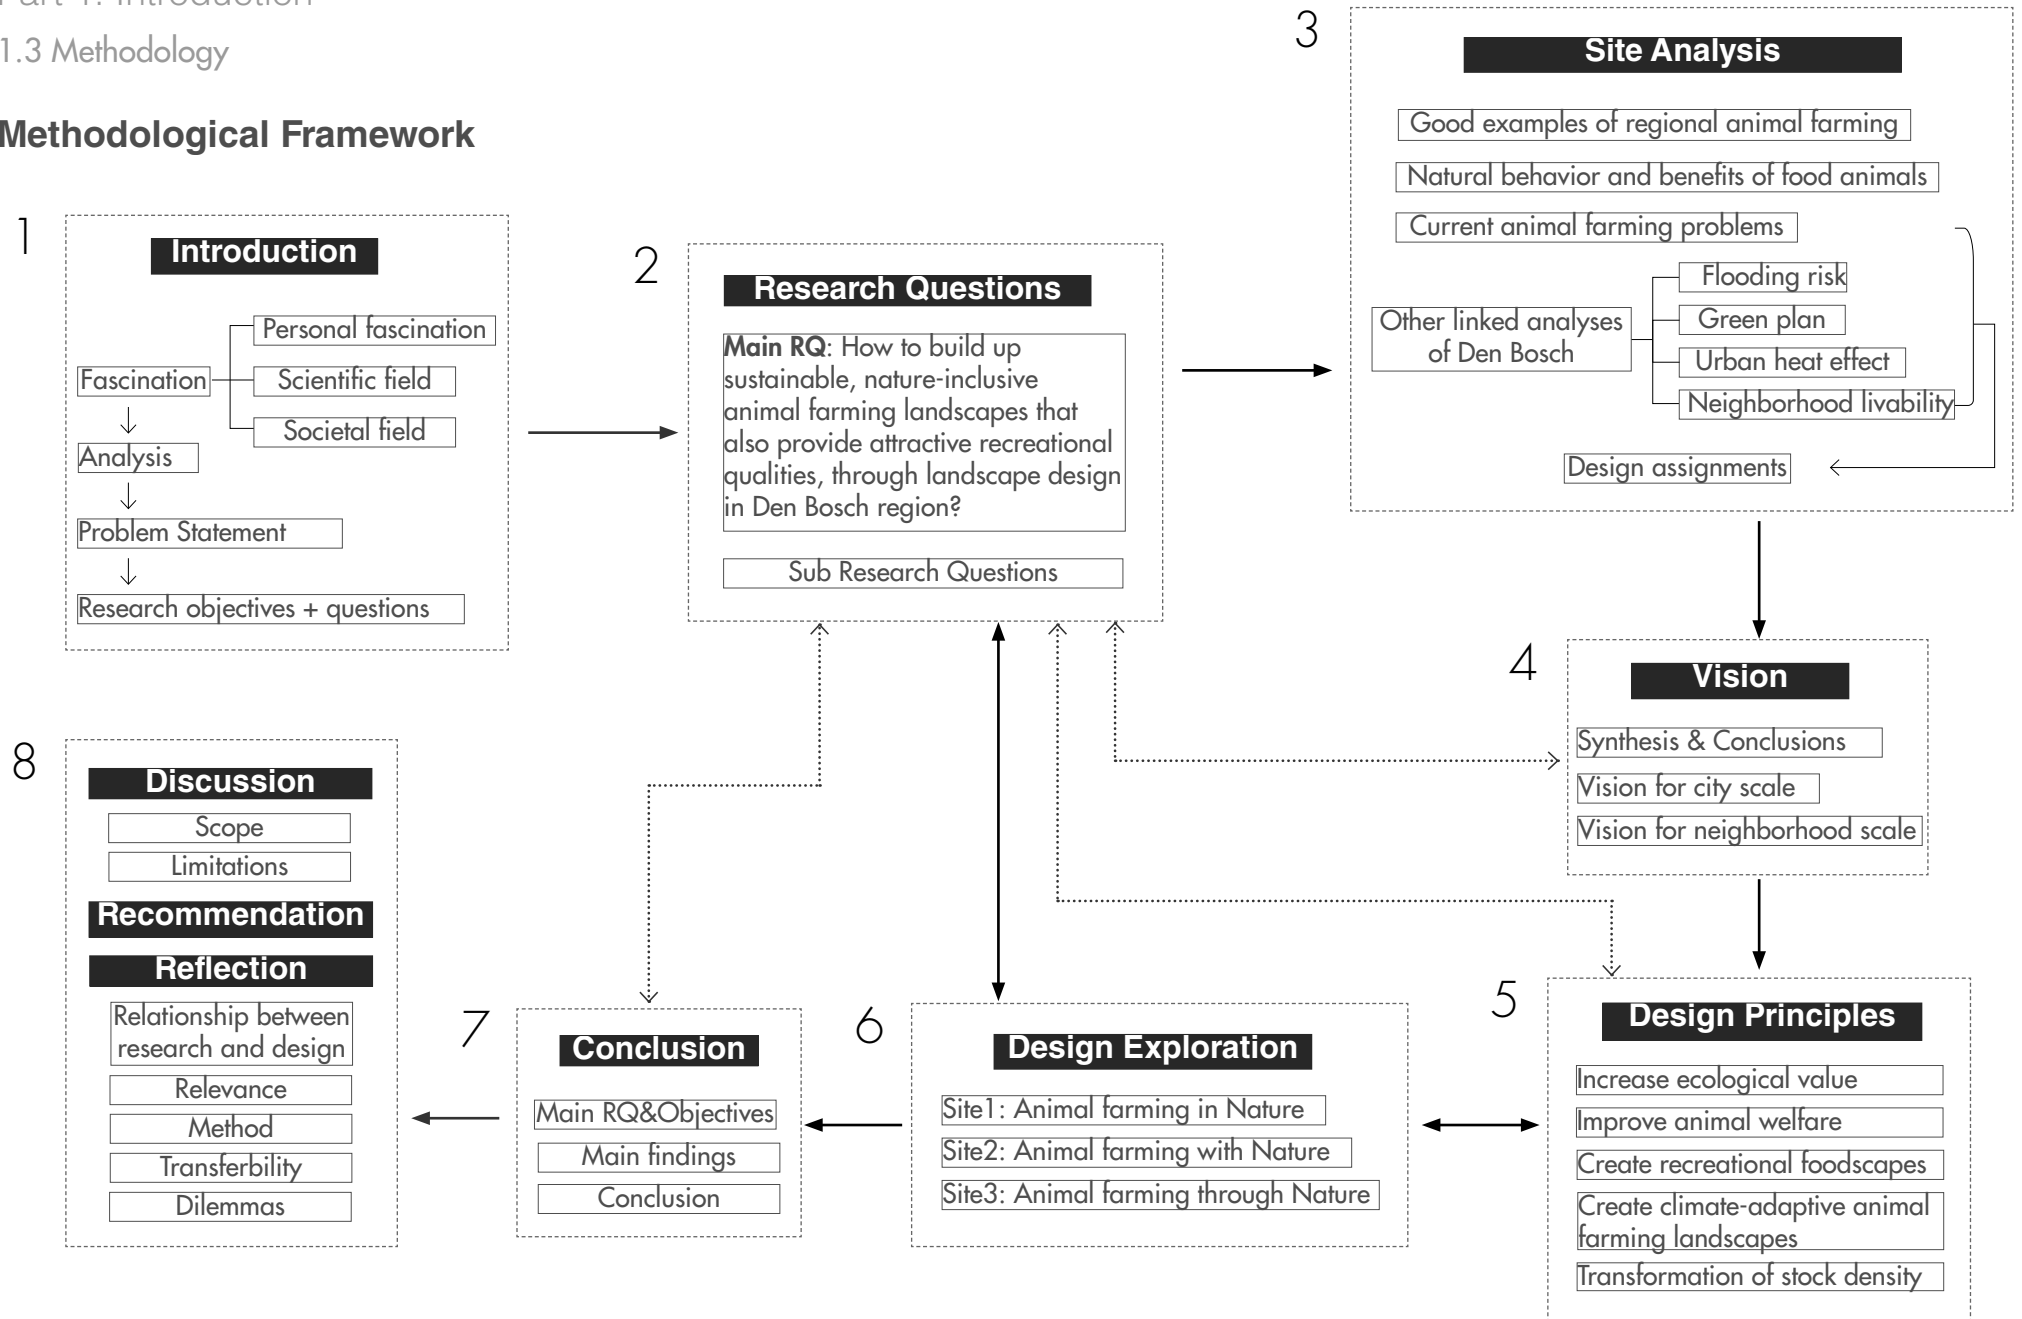 Part 1: Introduction
1.3 Methodology
Methodological Framework
1
Introduction
Fascination
Personal fascination
Scientific field
Societal field
Analysis
Problem Statement
Research objectives + questions
2
Research Questions
Main RQ: How to build up
sustainable, nature-inclusive
animal farming landscapes that
also provide attractive recreational
qualities, through landscape design
in Den Bosch region?
Sub Research Questions
3
Site Analysis
Good examples of regional animal farming
Natural behavior and benefits of food animals
Current animal farming problems
Other linked analyses
of Den Bosch
Flooding risk
Green plan
Urban heat effect
Neighborhood livability
Design assignments
4
Vision
Synthesis & Conclusions
Vision for city scale
Vision for neighborhood scale
5
Design Principles
Increase ecological value
Improve animal welfare
Create recreational foodscapes
Create climate-adaptive animal
farming landscapes
Transformation of stock density
6
Design Exploration
Site1: Animal farming in Nature
Site2: Animal farming with Nature
Site3: Animal farming through Nature
7
Conclusion
Main RQ&Objectives
Main findings
Conclusion
8
Discussion
Scope
Limitations
Recommendation
Reflection
Relationship between
research and design
Relevance
Method
Transferbility
Dilemmas